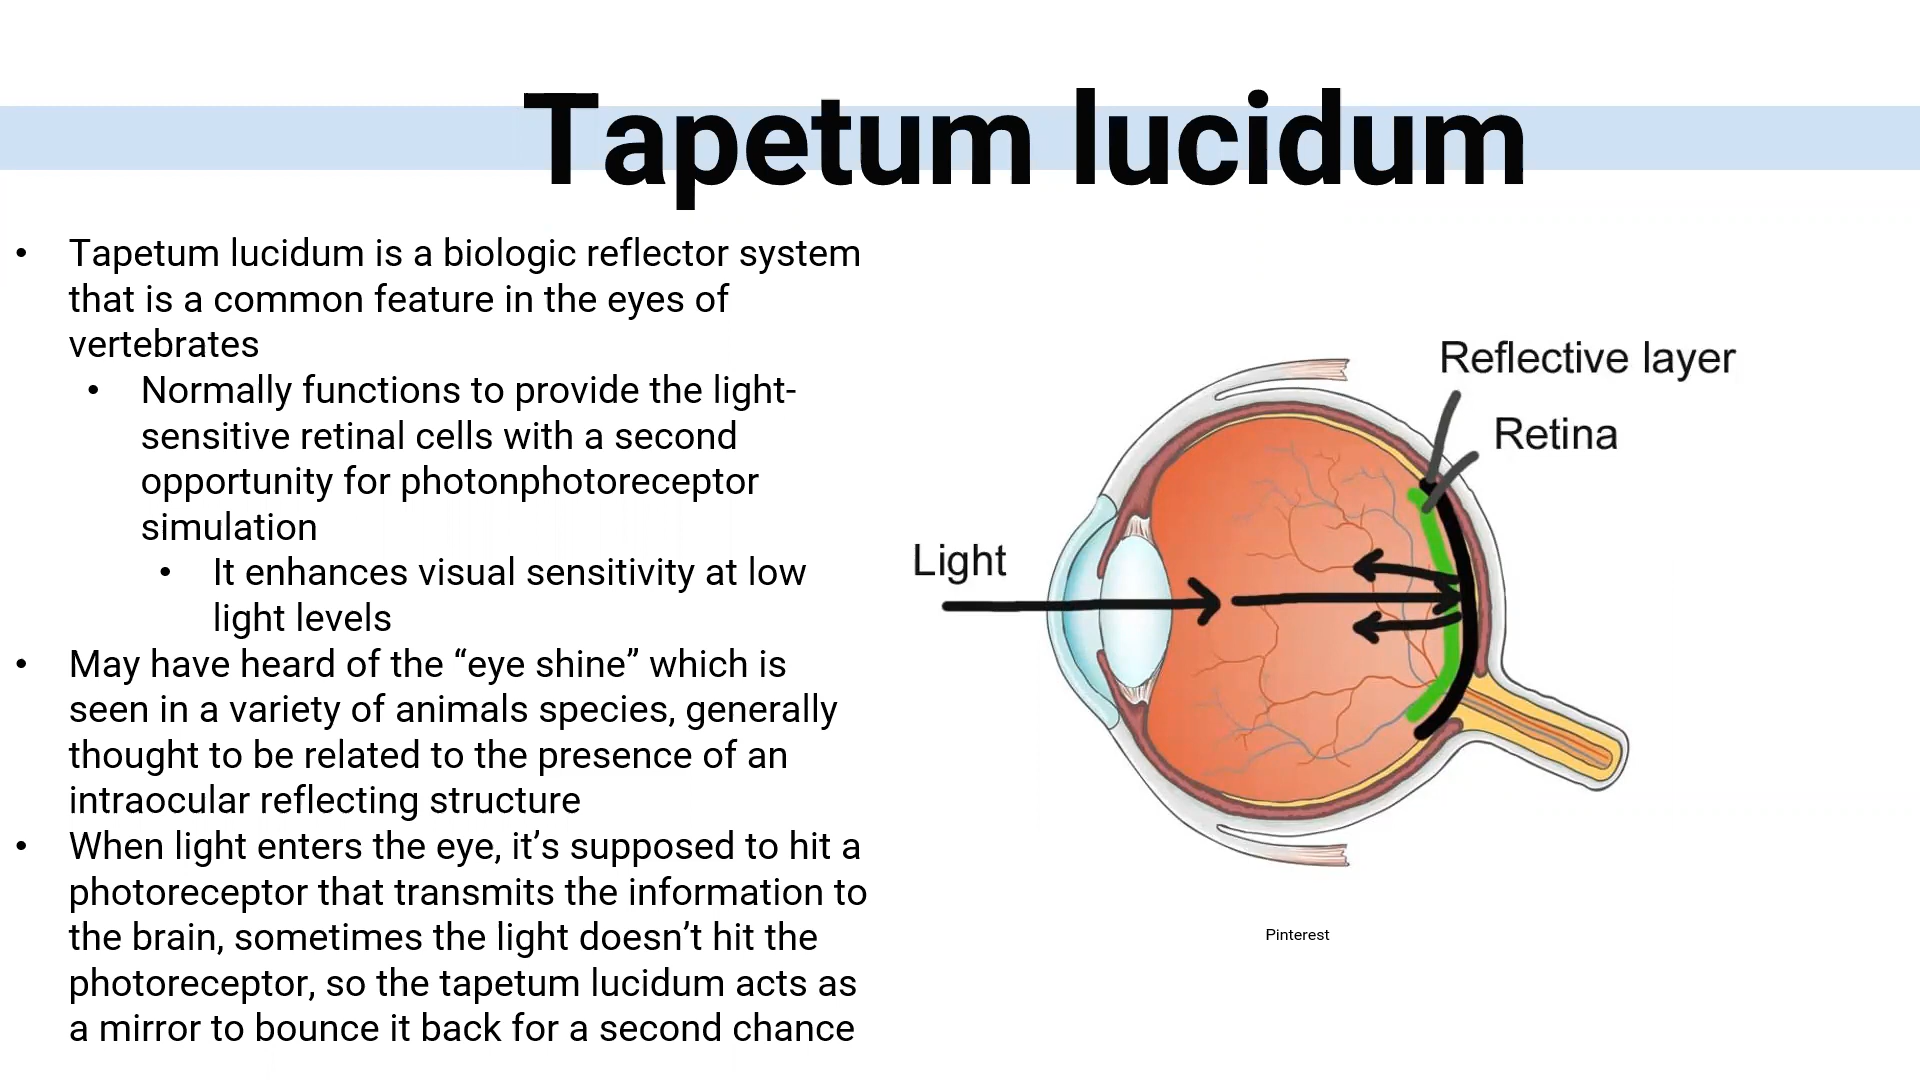 Tapetum lucidum
• Tapetum lucidum is a biologic reflector system
that is a common feature in the eyes of
vertebrates
• Normally functions to provide the light-
sensitive retinal cells with a second
opportunity for photonphotoreceptor
simulation
• It enhances visual sensitivity at low
light levels
• May have heard of the “eye shine” which is
seen in a variety of animals species, generally
thought to be related to the presence of an
intraocular reflecting structure
• When light enters the eye, it’s supposed to hit a
photoreceptor that transmits the information to
the brain, sometimes the light doesn’t hit the
photoreceptor, so the tapetum lucidum acts as
a mirror to bounce it back for a second chance
Reflective layer
Retina
Light
Pinterest